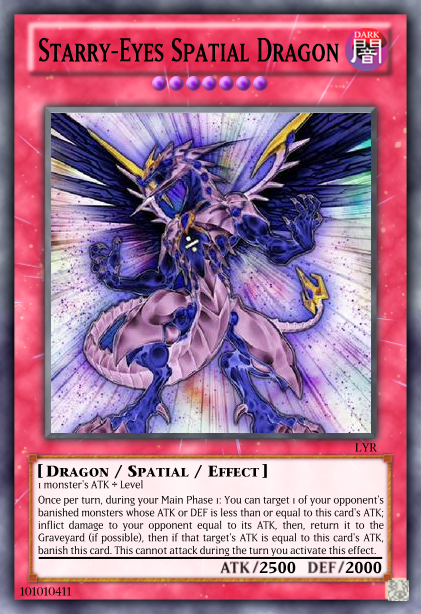 Starry-Eyes Spatial Dragon
DARK
闇
÷
LYR
[ Dragon / Spatial / Effect ]
1 monster's ATK ÷ Level
Once per turn, during your Main Phase 1: You can target 1 of your opponent's
banished monsters whose ATK or DEF is less than or equal to this card's ATK;
inflict damage to your opponent equal to its ATK, then, return it to the
Graveyard (if possible), then if that target's ATK is equal to this card's ATK,
banish this card. This cannot attack during the turn you activate this effect.
ATK/2500 DEF/2000
101010411